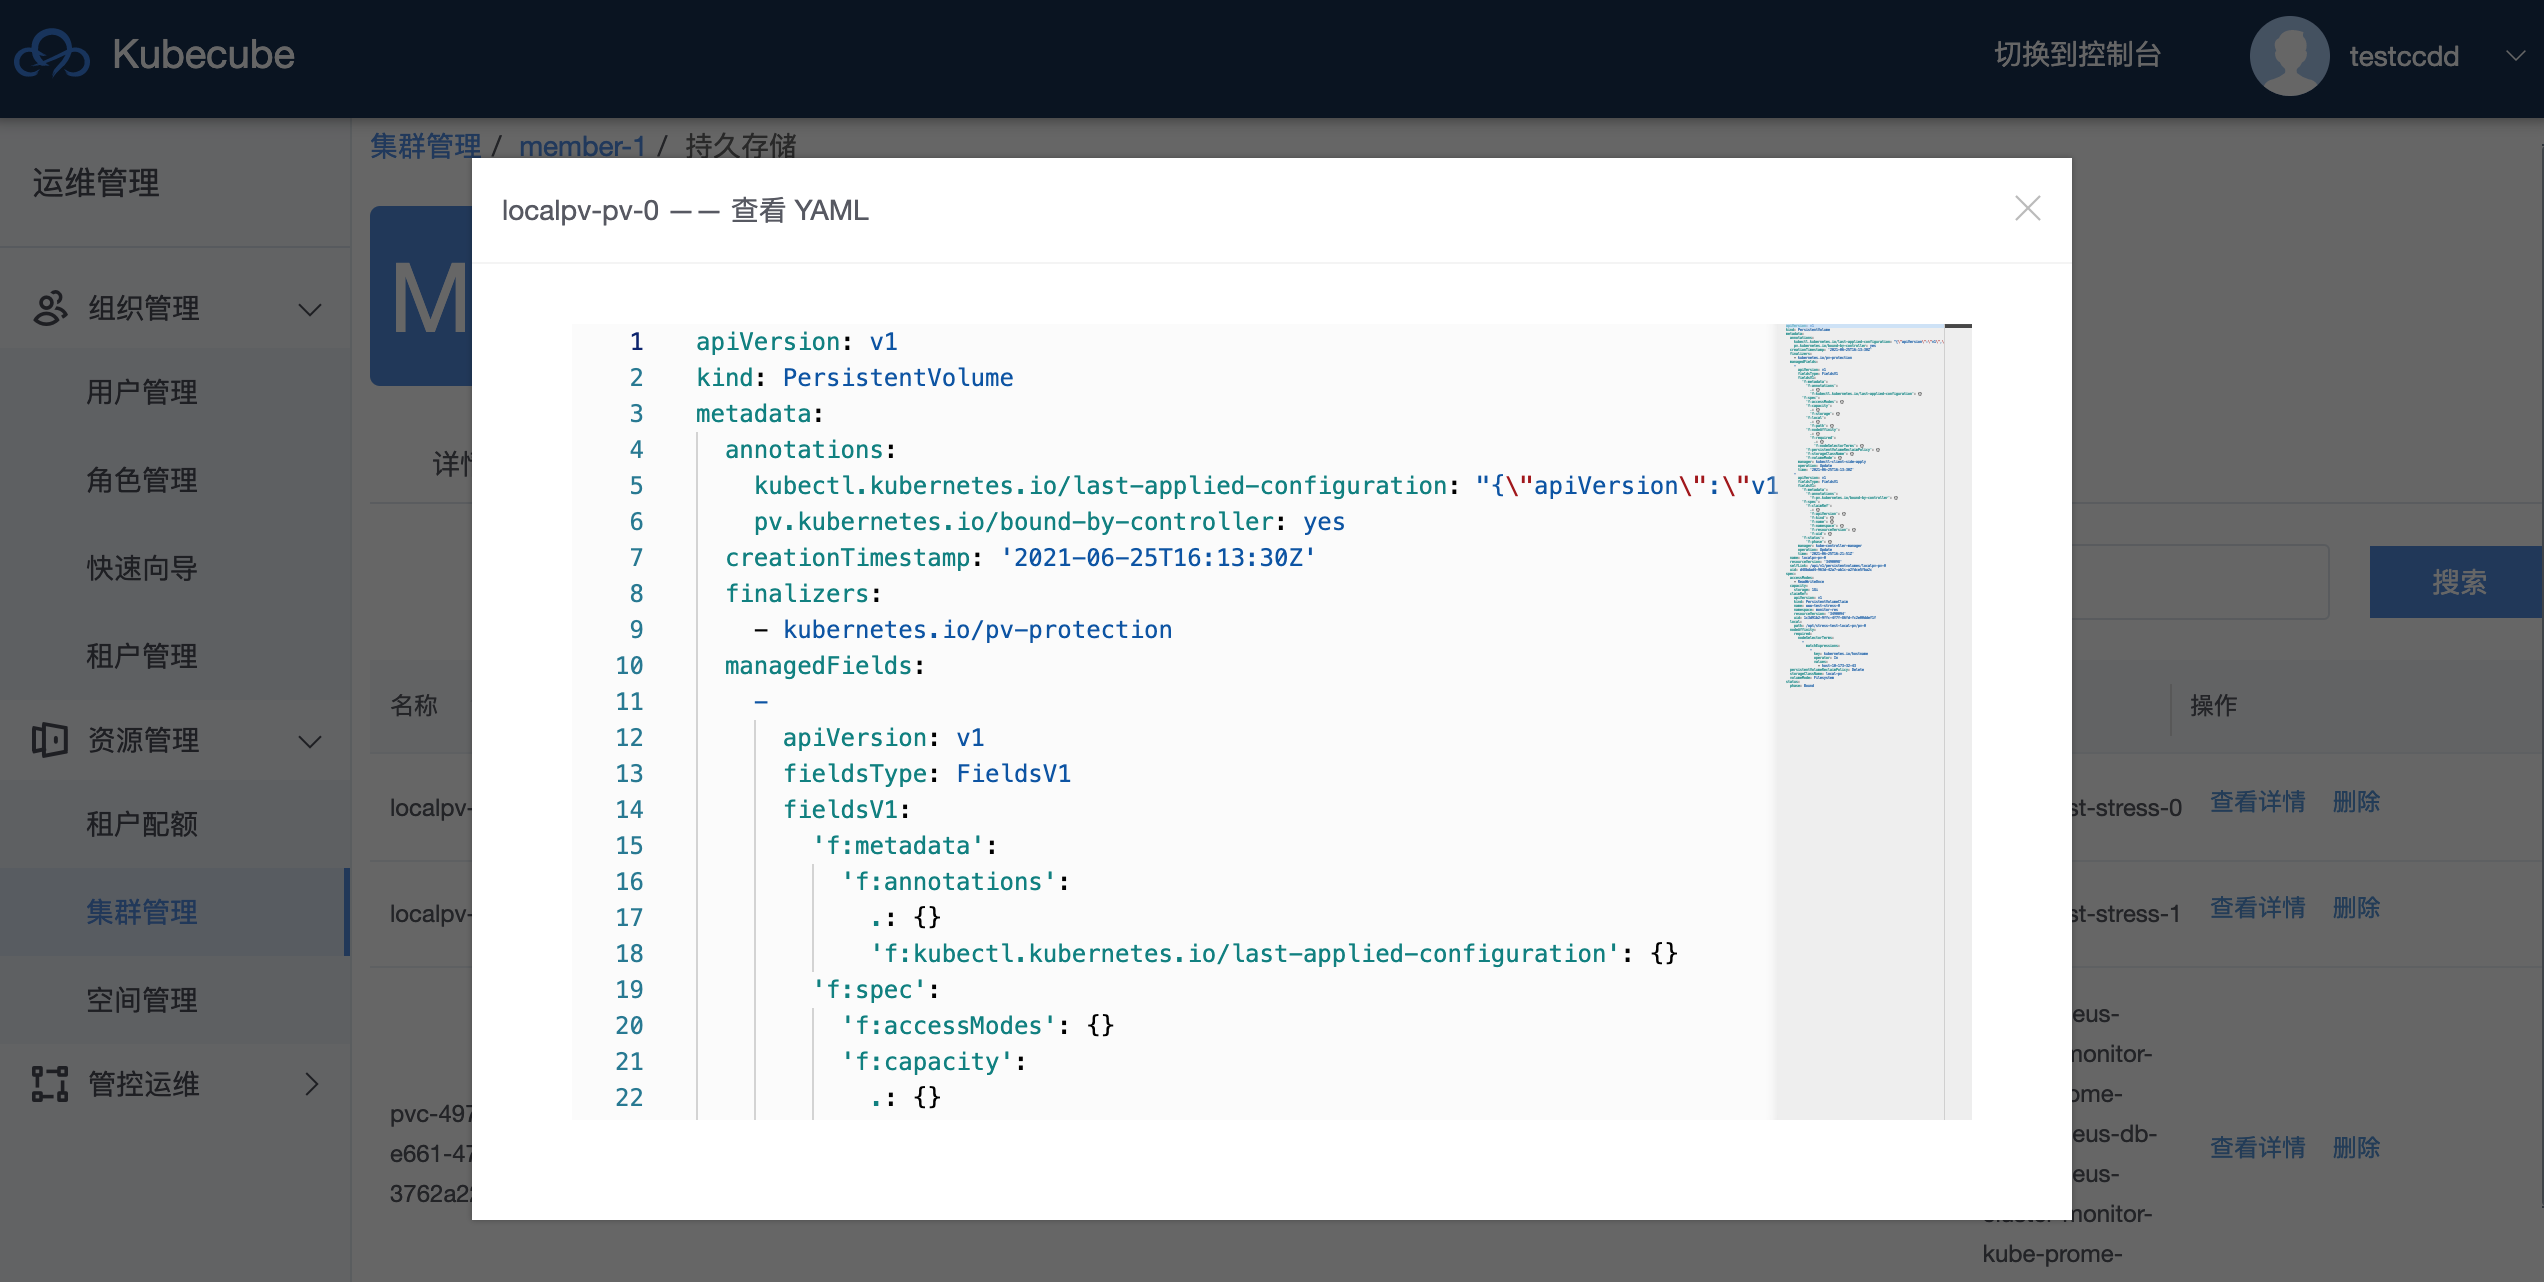 Kubecube
切换到控制台
testccdd
运维管理
组织管理
用户管理
角色管理
快速向导
租户管理
资源管理
租户配额
集群管理
空间管理
管控运维
集群管理 / member-1 / 持久存储
M
localpv-pv-0 —— 查看 YAML
1 apiVersion: v1
2 kind: PersistentVolume
3 metadata:
4 annotations:
5 kubectl.kubernetes.io/last-applied-configuration: "{\"apiVersion\":\"v1
6 pv.kubernetes.io/bound-by-controller: yes
7 creationTimestamp: '2021-06-25T16:13:30Z'
8 finalizers:
9 - kubernetes.io/pv-protection
10 managedFields:
11 -
12 apiVersion: v1
13 fieldsType: FieldsV1
14 fieldsV1:
15 'f:metadata':
16 'f:annotations':
17 .: {}
18 'f:kubectl.kubernetes.io/last-applied-configuration': {}
19 'f:spec':
20 'f:accessModes': {}
21 'f:capacity':
22 .: {}
搜索
名称
操作
localpv-
st-stress-0 查看详情 删除
localpv-
st-stress-1 查看详情 删除
pvc-497
e661-47
3762a22
eus-
monitor-
ome-
eus-db-
eus-
cluster-monitor-
kube-prome-
查看详情 删除